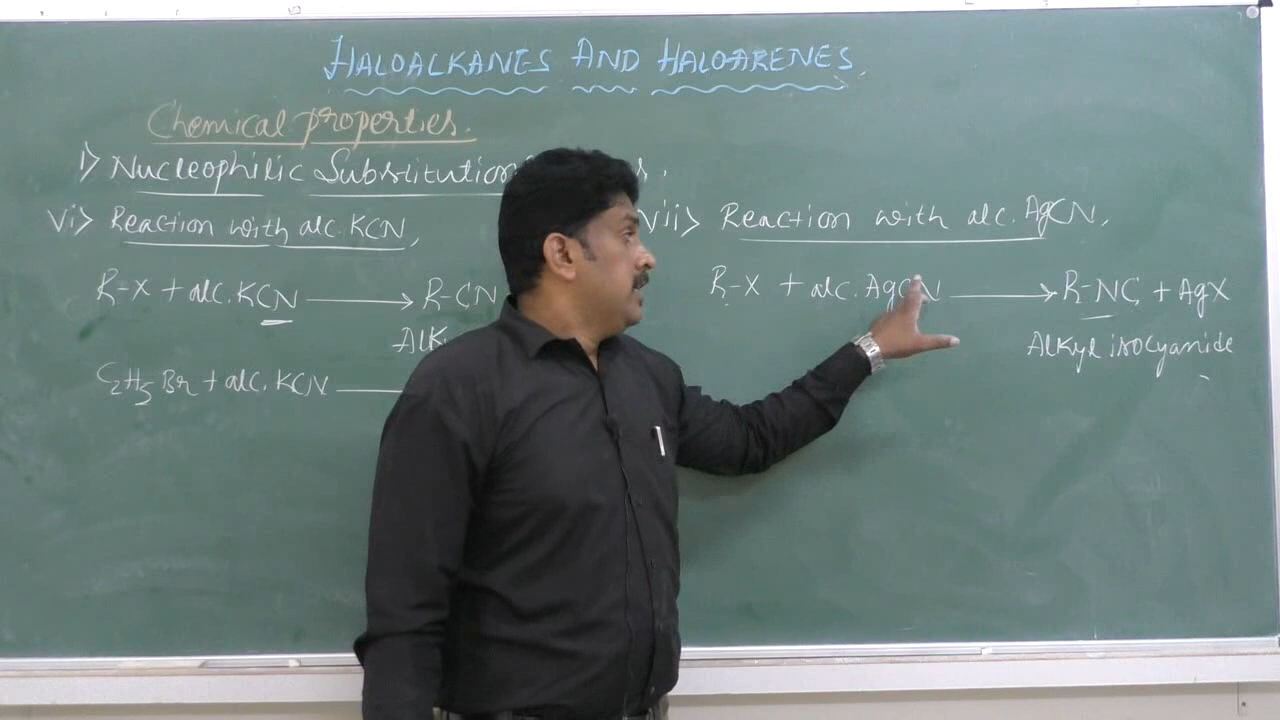 HALOALKANES AND HALOARENES
Chemical properties.
i> Nucleophilic Substitution
vi> Reaction with alc. KCN,
R-X + alc. KCN ⟶ R-CN
Alk
C₂H₅Br + alc. KCN ⟶
vii> Reaction with alc. AgCN,
R-X + alc. AgCN ⟶ R-NC + AgX
Alkyl isocyanide